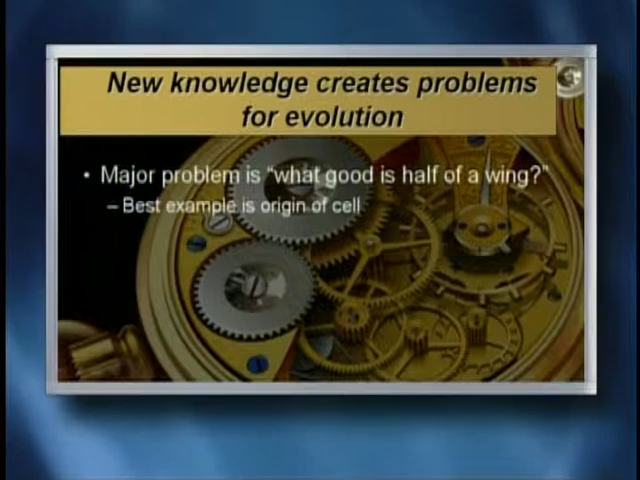 New knowledge creates problems
for evolution
• Major problem is “what good is half of a wing?”
– Best example is origin of cell